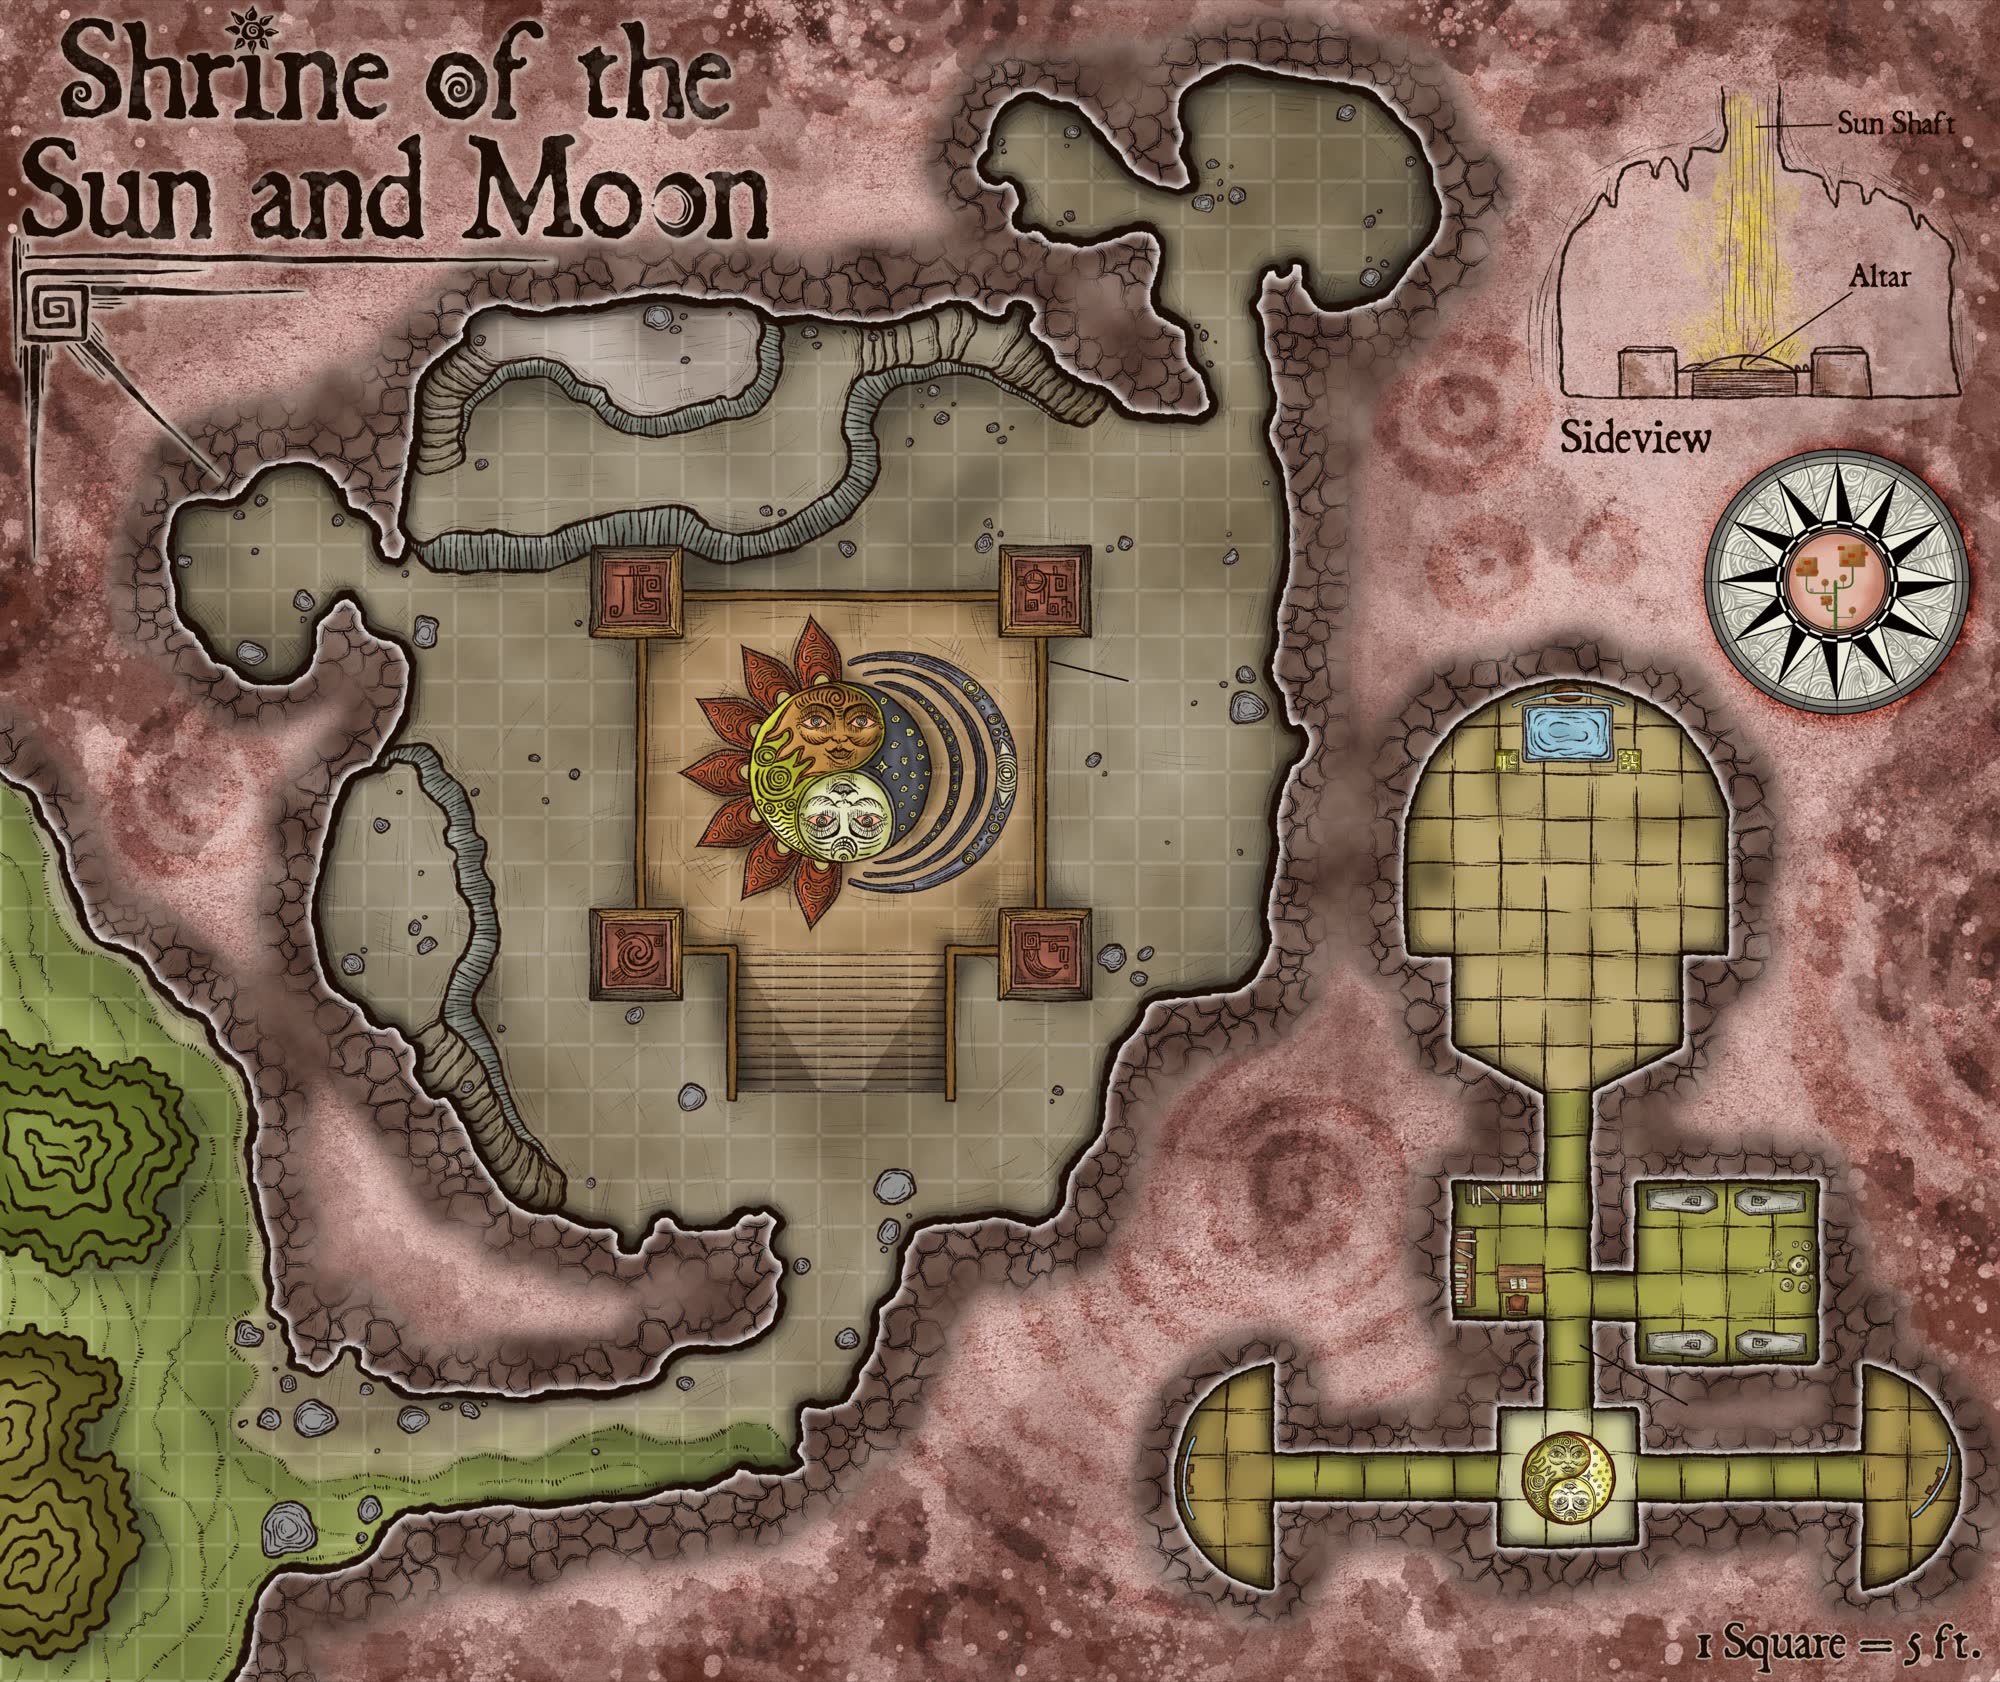 Shrine of the
Sun and Moon
Sun Shaft
Altar
Sideview
1 Square = 5 ft.